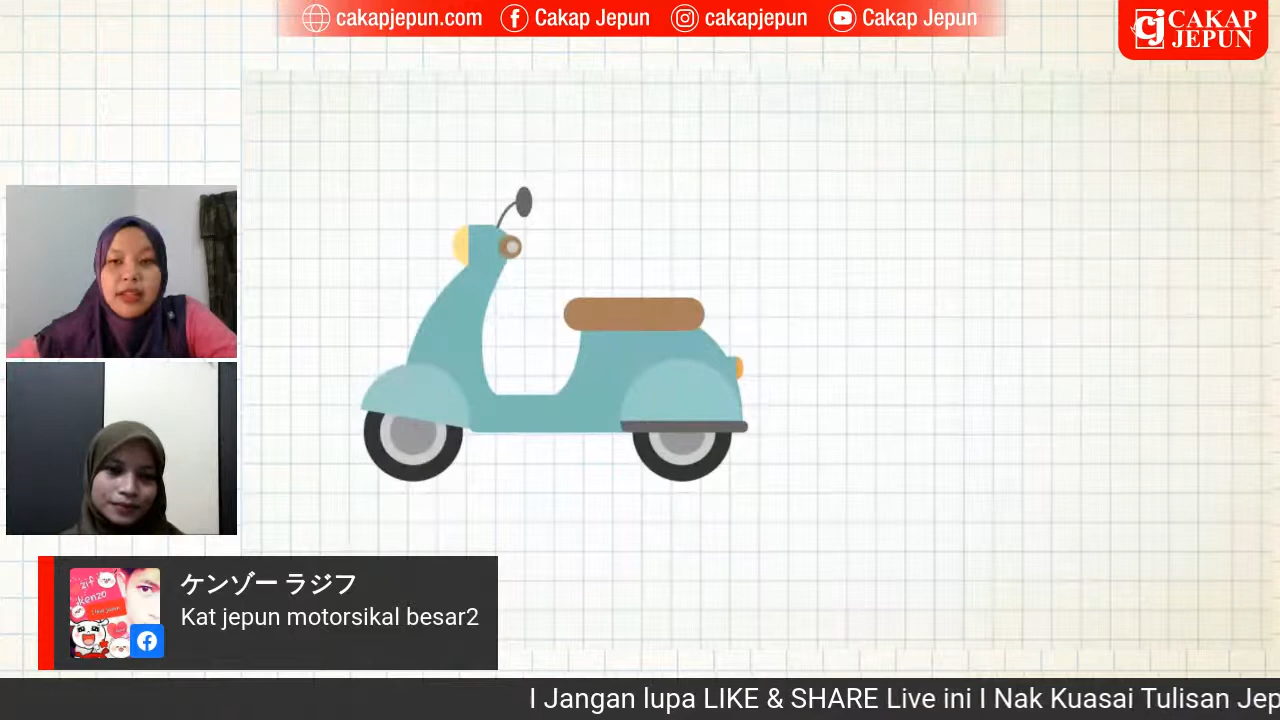 cakapjepun.com Cakap Jepun cakapjepun Cakap Jepun
CAKAP
JEPUN
ケンゾー ラジフ
Kat jepun motorsikal besar2
I Jangan lupa LIKE & SHARE Live ini I Nak Kuasai Tulisan Jep